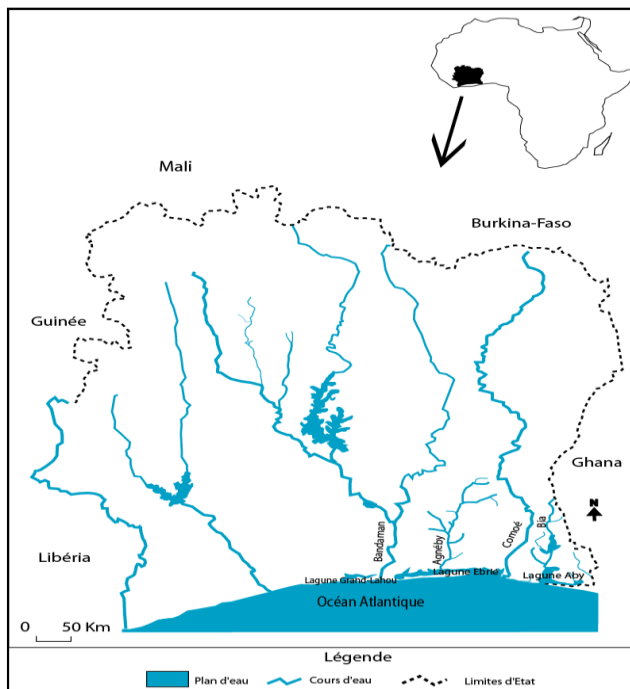 Mali
Burkina-Faso
Guinée
Ghana
N
Libéria
Bandaman
Agnéby
Comoé
Bia
Lagune Grand-Lahou
Lagune Ebrié
Lagune Aby
Océan Atlantique
0 50 Km
Légende
Plan d'eau
Cours d'eau
Limites d'Etat